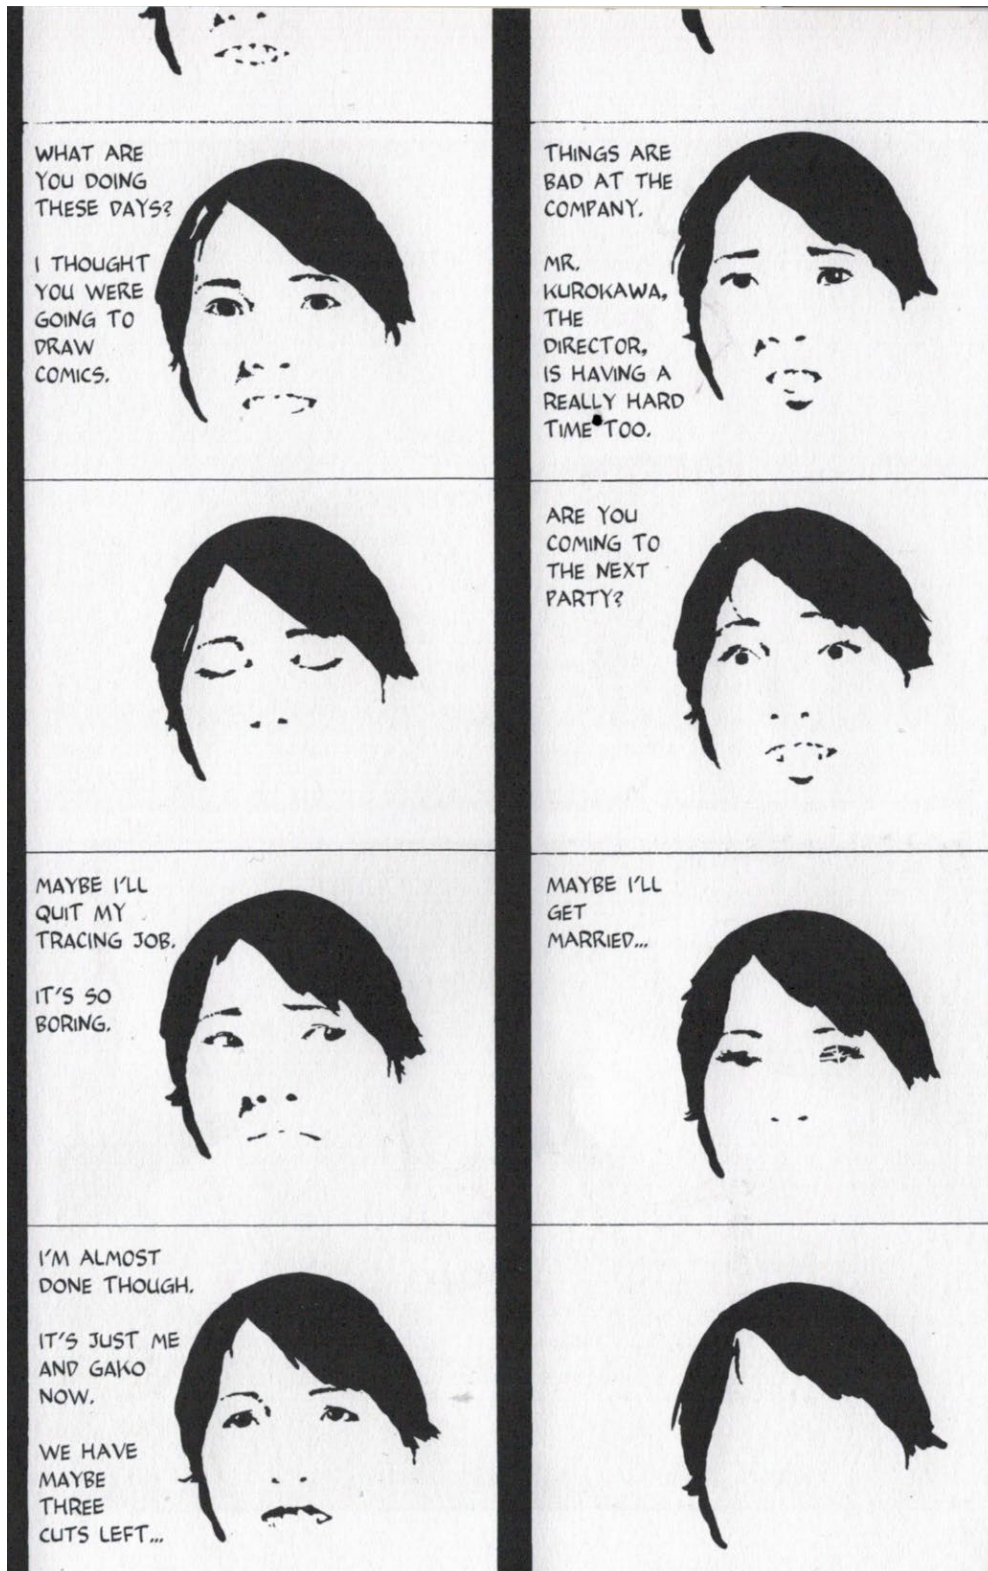 WHAT ARE
YOU DOING
THESE DAYS?
I THOUGHT
YOU WERE
GOING TO
DRAW
COMICS.
MAYBE I'LL
QUIT MY
TRACING JOB.
IT'S SO
BORING.
I'M ALMOST
DONE THOUGH.
IT'S JUST ME
AND GAKO
NOW.
WE HAVE
MAYBE
THREE
CUTS LEFT...
THINGS ARE
BAD AT THE
COMPANY.
MR.
KUROKAWA,
THE
DIRECTOR,
IS HAVING A
REALLY HARD
TIME TOO.
ARE YOU
COMING TO
THE NEXT
PARTY?
MAYBE I'LL
GET
MARRIED...